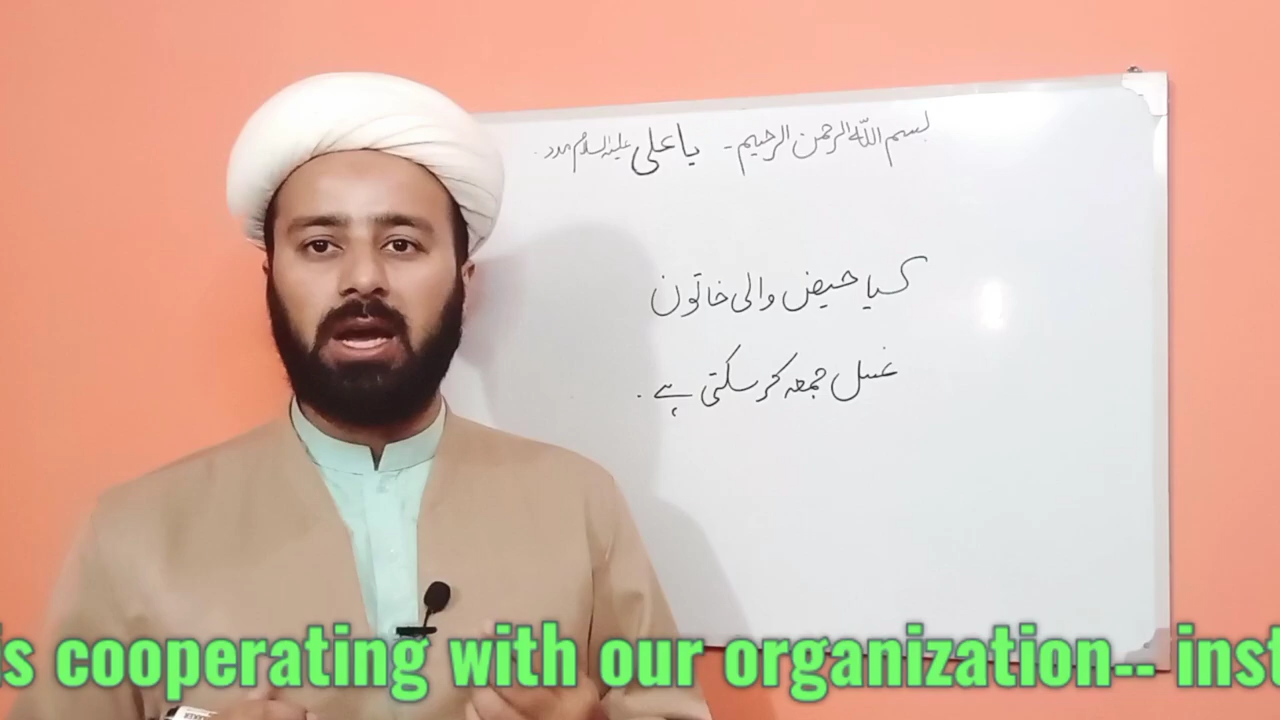 بسم اللہ الرحمن الرحیم - یا علی علیہ السلام مدد .
کیا حیض والی خاتون
غسل جمعہ کر سکتی ہے .
is cooperating with our organization-- inst